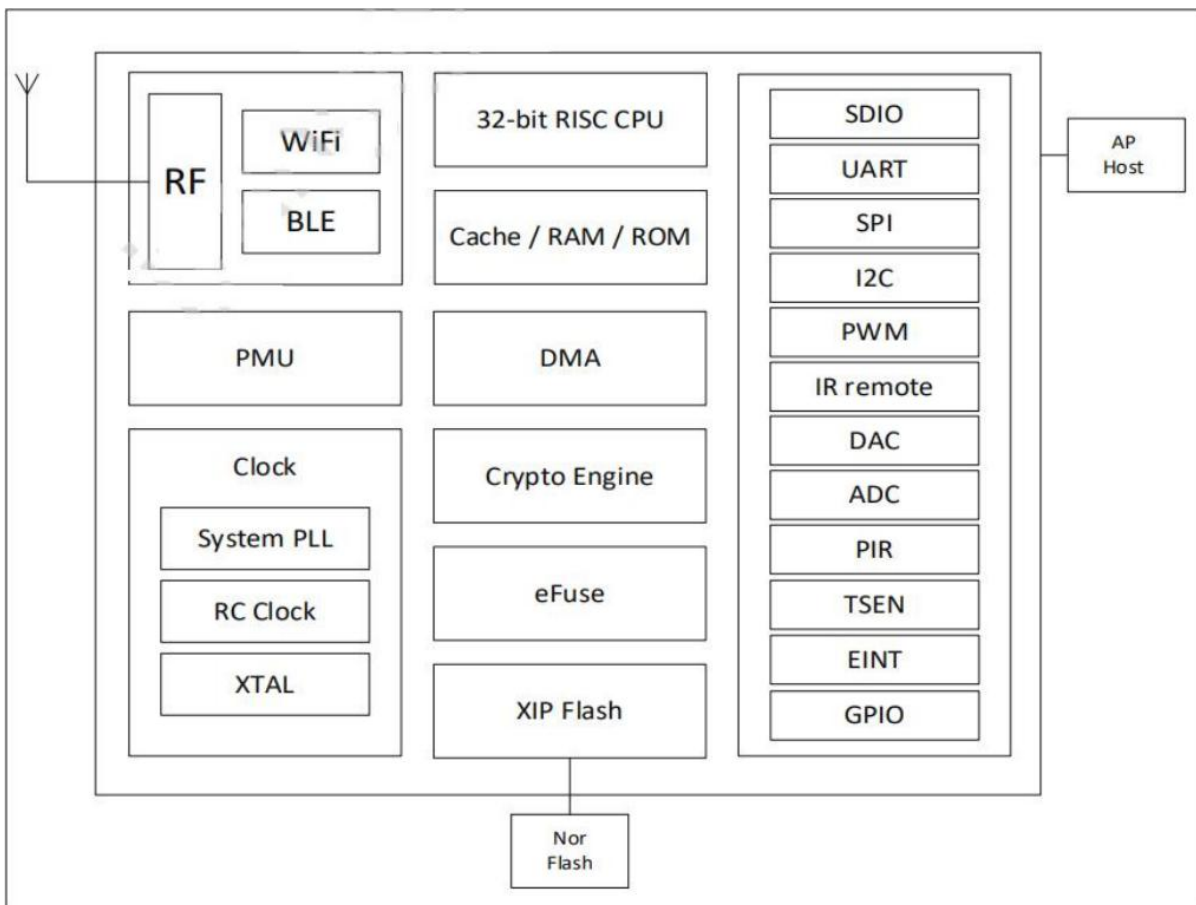 RF
WiFi
BLE
PMU
Clock
System PLL
RC Clock
XTAL
32-bit RISC CPU
Cache / RAM / ROM
DMA
Crypto Engine
eFuse
XIP Flash
Nor
Flash
SDIO
UART
SPI
I2C
PWM
IR remote
DAC
ADC
PIR
TSEN
EINT
GPIO
AP
Host